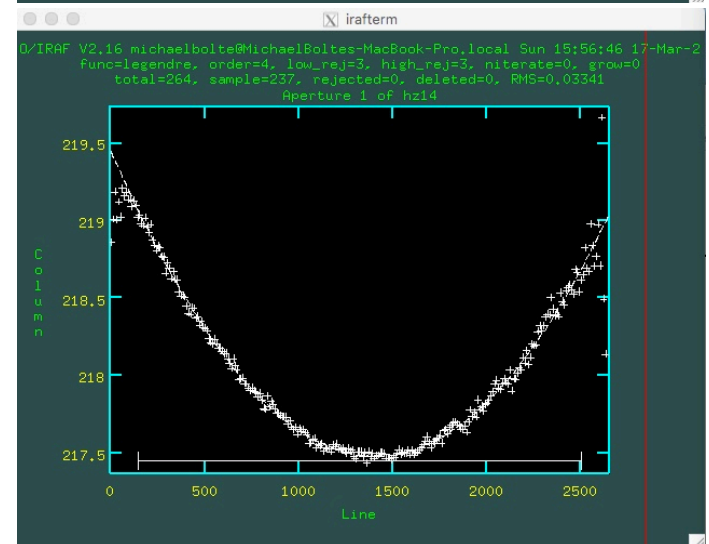 irafterm
O/IRAF V2.16 michaelbolte@MichaelBoltes-MacBook-Pro.local Sun 15:56:46 17-Mar-2
func=legendre, order=4, low_rej=3, high_rej=3, niterate=0, grow=0
total=264, sample=237, rejected=0, deleted=0, RMS=0.03341
Aperture 1 of hz14
219.5
219
218.5
218
217.5
Column
0 500 1000 1500 2000 2500
Line